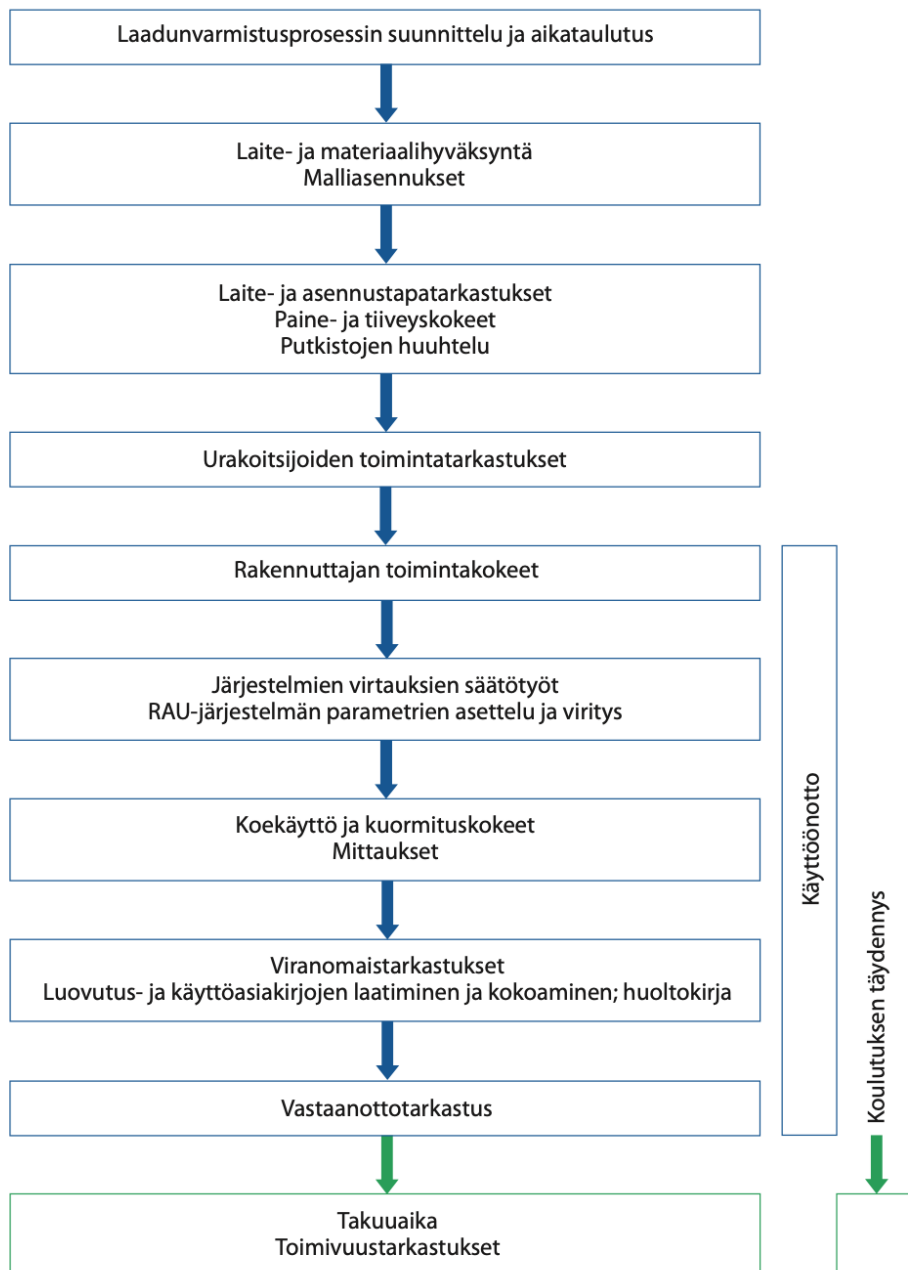 Laadunvarmistusprosessin suunnittelu ja aikataulutus
Laite- ja materiaalihyväksyntä
Malliasennukset
Laite- ja asennustapatarkastukset
Paine- ja tiiveyskokeet
Putkistojen huuhtelu
Urakoitsijoiden toimintatarkastukset
Rakennuttajan toimintakokeet
Järjestelmien virtauksien säätötyöt
RAU-järjestelmän parametrien asettelu ja viritys
Koekäyttö ja kuormituskokeet
Mittaukset
Viranomaistarkastukset
Luovutus- ja käyttöasiakirjojen laatiminen ja kokoaminen; huoltokirja
Vastaanottotarkastus
Takuuaika
Toimivuustarkastukset
Käyttöönotto
Koulutuksen täydennys